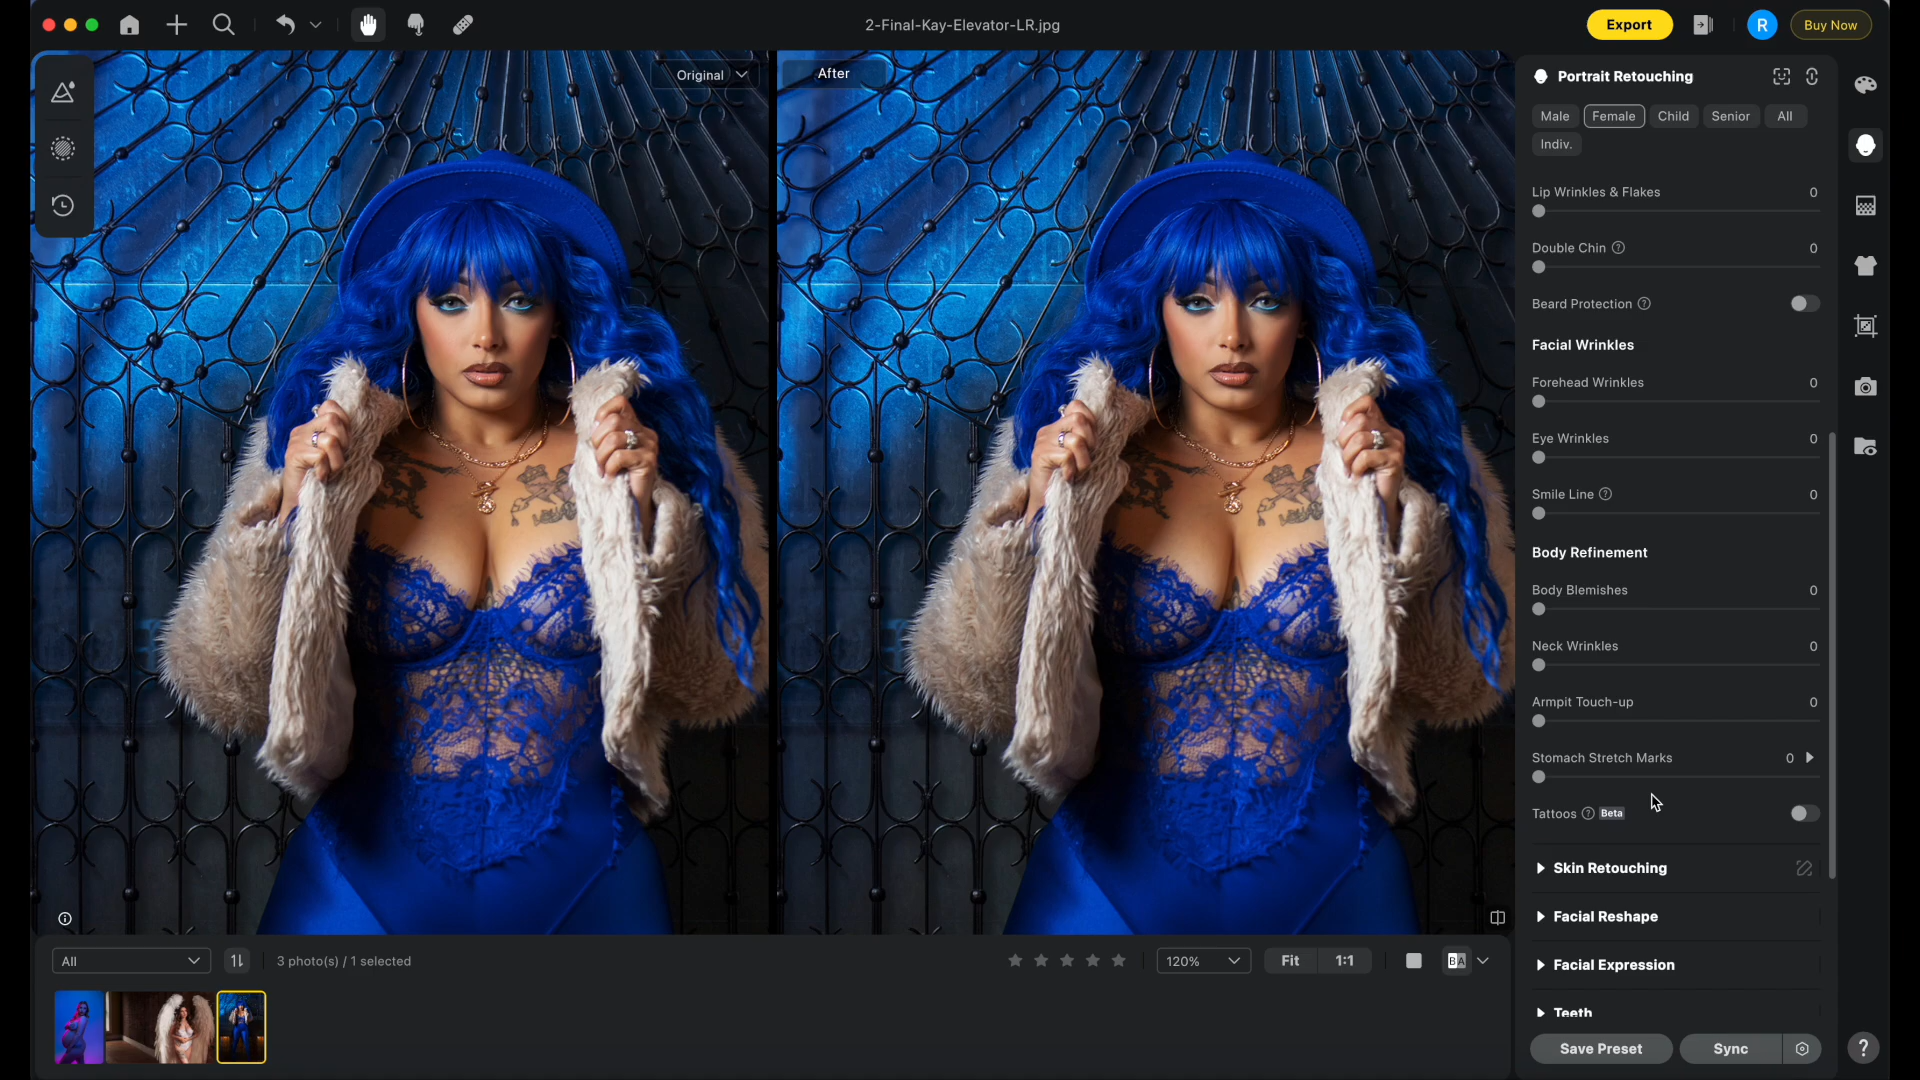 2-Final-Kay-Elevator-LR.jpg
Export
R
Buy Now
Original
After
Portrait Retouching
Male
Female
Child
Senior
All
Indiv.
Lip Wrinkles & Flakes 0
Double Chin ? 0
Beard Protection ?
Facial Wrinkles
Forehead Wrinkles 0
Eye Wrinkles 0
Smile Line ? 0
Body Refinement
Body Blemishes 0
Neck Wrinkles 0
Armpit Touch-up 0
Stomach Stretch Marks 0
Tattoos ? Beta
Skin Retouching
Facial Reshape
Facial Expression
Teeth
Save Preset
Sync
?
All
3 photo(s) / 1 selected
120%
Fit
1:1
BA